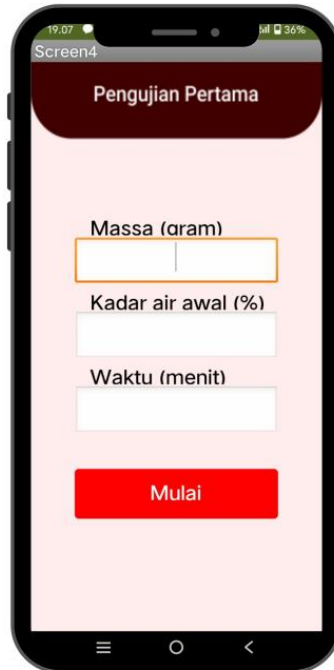 19.07 36%
Screen4
Pengujian Pertama
Massa (gram)
Kadar air awal (%)
Waktu (menit)
Mulai